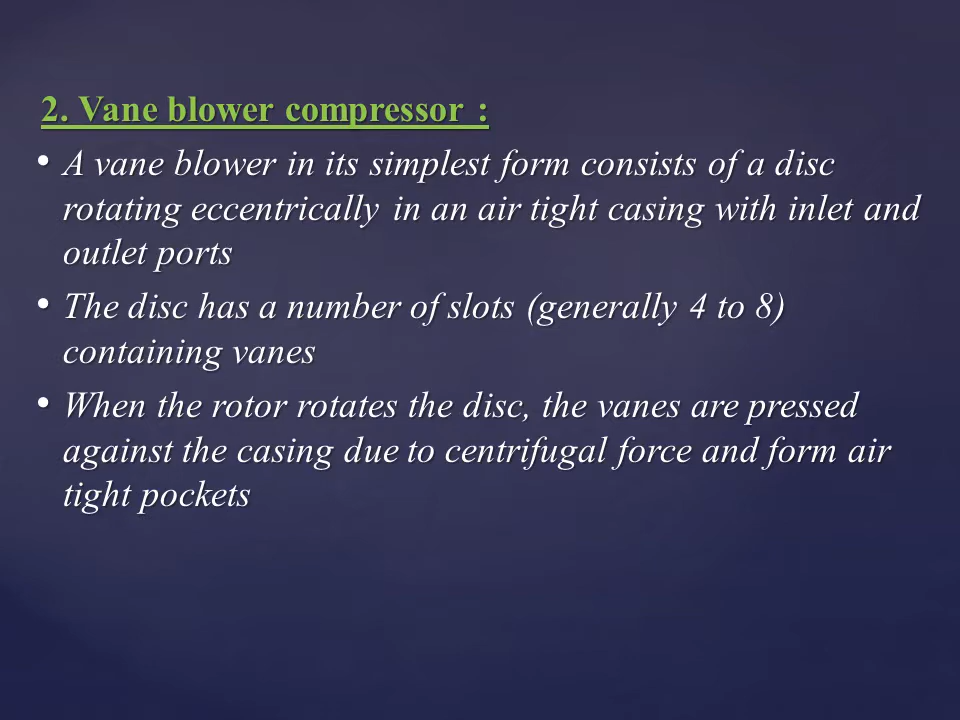 2. Vane blower compressor :
• A vane blower in its simplest form consists of a disc
rotating eccentrically in an air tight casing with inlet and
outlet ports
• The disc has a number of slots (generally 4 to 8)
containing vanes
• When the rotor rotates the disc, the vanes are pressed
against the casing due to centrifugal force and form air
tight pockets